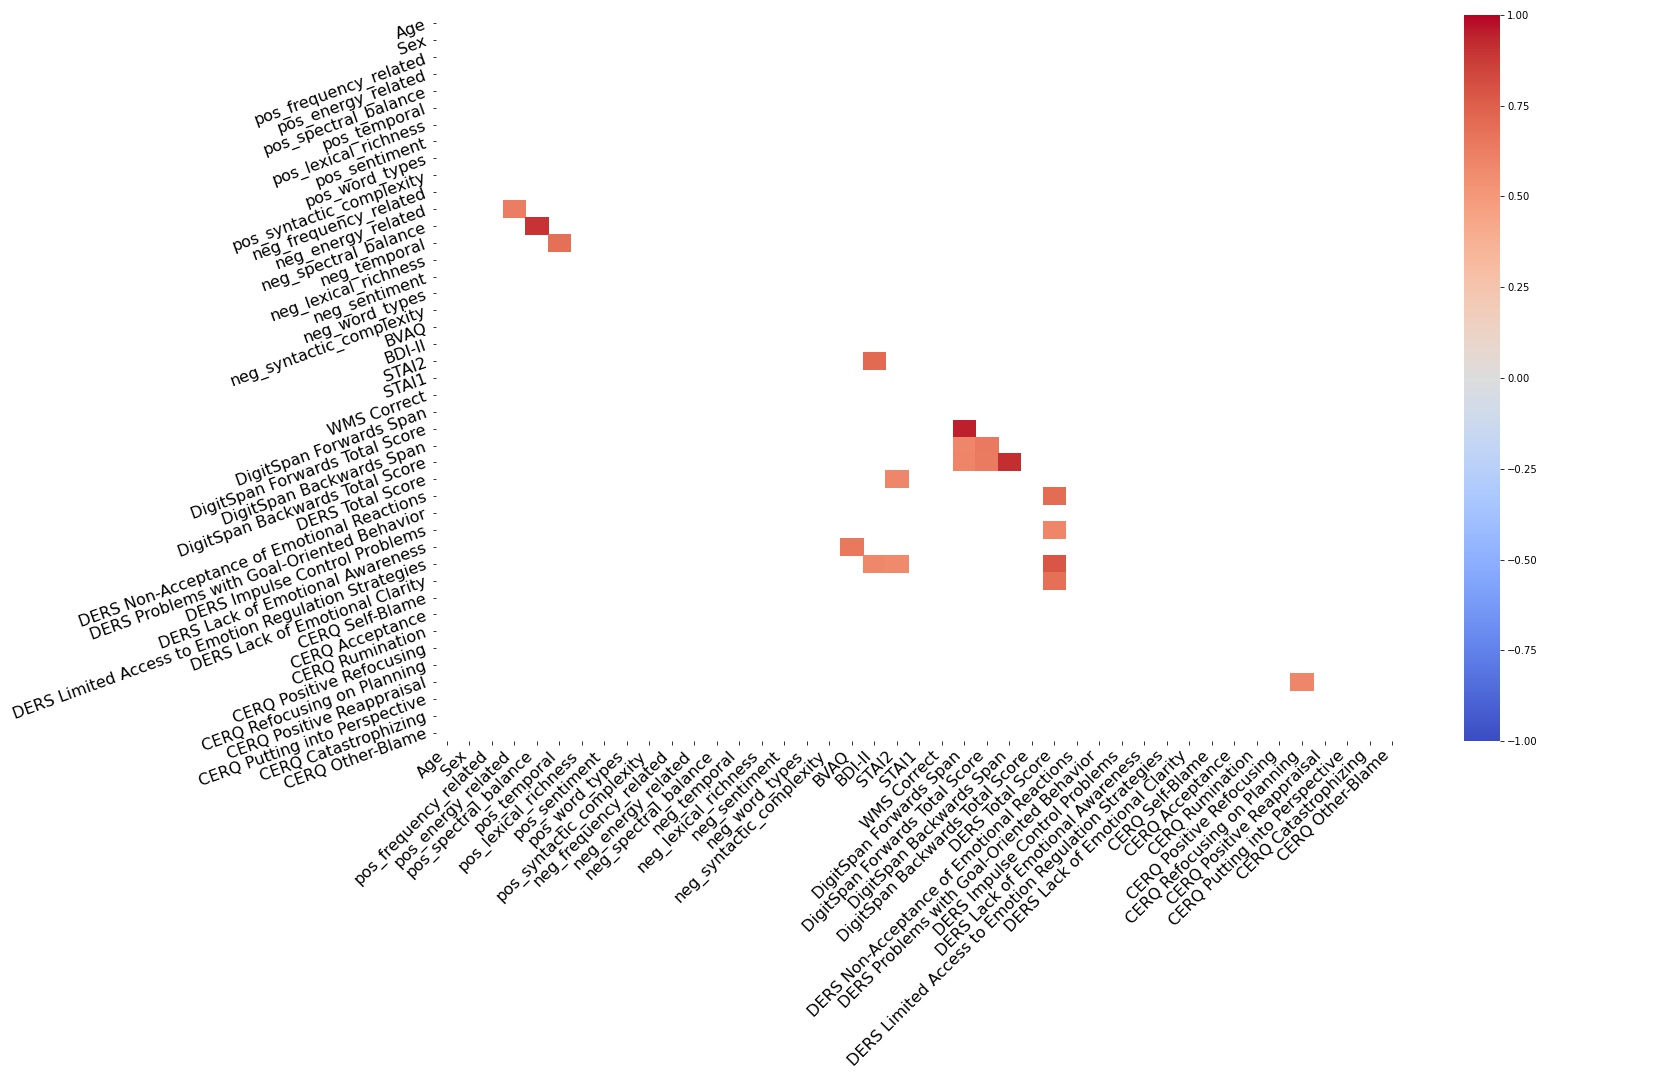 Age
Sex
pos_frequency_related
pos_energy_related
pos_spectral_balance
pos_temporal
pos_lexical_richness
pos_sentiment
pos_word_types
pos_syntactic_complexity
neg_frequency_related
neg_energy_related
neg_spectral_balance
neg_temporal
neg_lexical_richness
neg_sentiment
neg_word_types
neg_syntactic_complexity
BVAQ
BDI-II
STAI2
STAI1
WMS Correct
DigitSpan Forwards Span
DigitSpan Forwards Total Score
DigitSpan Backwards Span
DigitSpan Backwards Total Score
DERS Total Score
DERS Non-Acceptance of Emotional Reactions
DERS Problems with Goal-Oriented Behavior
DERS Impulse Control Problems
DERS Lack of Emotional Awareness
DERS Limited Access to Emotion Regulation Strategies
DERS Lack of Emotional Clarity
CERQ Self-Blame
CERQ Acceptance
CERQ Rumination
CERQ Positive Refocusing
CERQ Refocusing on Planning
CERQ Positive Reappraisal
CERQ Putting into Perspective
CERQ Catastrophizing
CERQ Other-Blame
Age
Sex
pos_frequency_related
pos_energy_related
pos_spectral_balance
pos_temporal
pos_lexical_richness
pos_sentiment
pos_word_types
pos_syntactic_complexity
neg_frequency_related
neg_energy_related
neg_spectral_balance
neg_temporal
neg_lexical_richness
neg_sentiment
neg_word_types
neg_syntactic_complexity
BVAQ
BDI-II
STAI2
STAI1
WMS Correct
DigitSpan Forwards Span
DigitSpan Forwards Total Score
DigitSpan Backwards Span
DigitSpan Backwards Total Score
DERS Total Score
DERS Non-Acceptance of Emotional Reactions
DERS Problems with Goal-Oriented Behavior
DERS Impulse Control Problems
DERS Lack of Emotional Awareness
DERS Limited Access to Emotion Regulation Strategies
DERS Lack of Emotional Clarity
CERQ Self-Blame
CERQ Acceptance
CERQ Rumination
CERQ Positive Refocusing
CERQ Refocusing on Planning
CERQ Positive Reappraisal
CERQ Putting into Perspective
CERQ Catastrophizing
CERQ Other-Blame
1.00
0.75
0.50
0.25
0.00
−0.25
−0.50
−0.75
−1.00